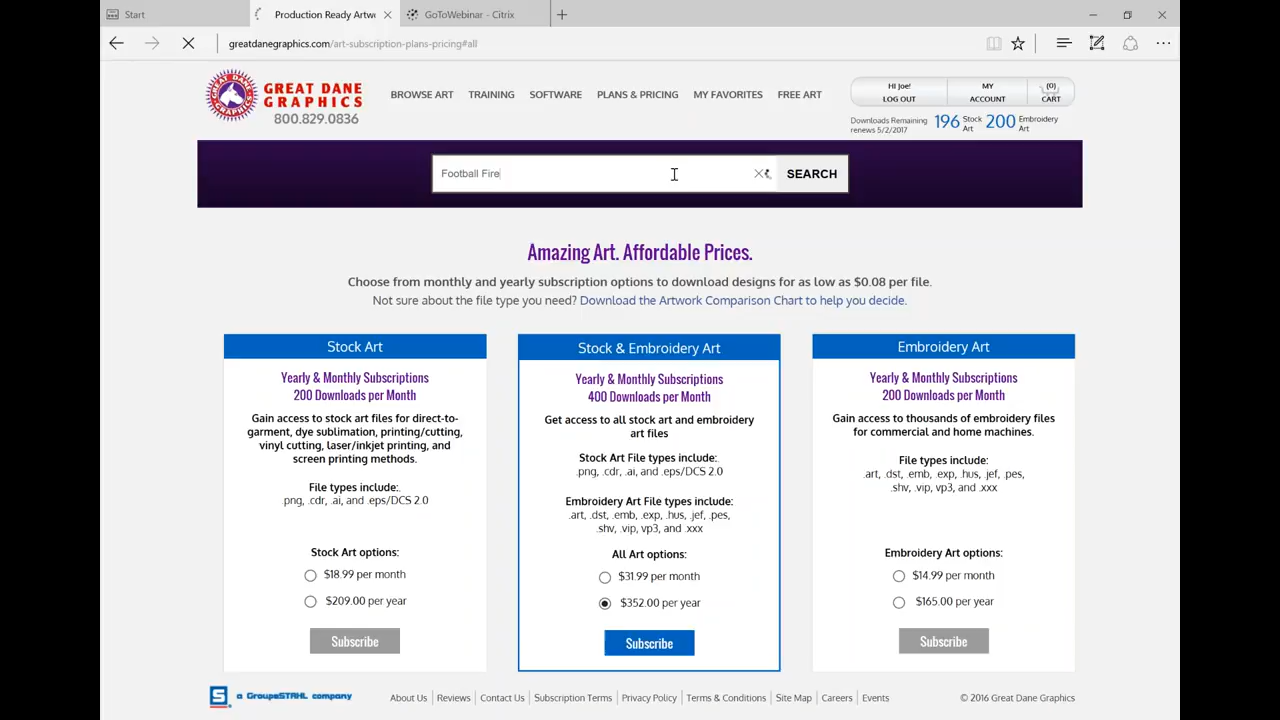 Start
Production Ready Artwo
GoToWebinar - Citrix
greatdanegraphics.com/art-subscription-plans-pricing#all
GREAT DANE
GRAPHICS
800.829.0836
BROWSE ART
TRAINING
SOFTWARE
PLANS & PRICING
MY FAVORITES
FREE ART
Hi Joe!
LOG OUT
MY
ACCOUNT
(0)
CART
Downloads Remaining
renews 5/2/2017
196 Stock Art
200 Embroidery Art
Football Fire
SEARCH
Amazing Art. Affordable Prices.
Choose from monthly and yearly subscription options to download designs for as low as $0.08 per file.
Not sure about the file type you need? Download the Artwork Comparison Chart to help you decide.
Stock Art
Yearly & Monthly Subscriptions
200 Downloads per Month
Gain access to stock art files for direct-to-
garment, dye sublimation, printing/cutting,
vinyl cutting, laser/inkjet printing, and
screen printing methods.
File types include:
.png, .cdr, .ai, and .eps/DCS 2.0
Stock Art options:
$18.99 per month
$209.00 per year
Subscribe
Stock & Embroidery Art
Yearly & Monthly Subscriptions
400 Downloads per Month
Get access to all stock art and embroidery
art files
Stock Art File types include:
.png, .cdr, .ai, and .eps/DCS 2.0
Embroidery Art File types include:
.art, .dst, .emb, .exp, .hus, .jef, .pes,
.shv, .vip, vp3, and .xxx
All Art options:
$31.99 per month
$352.00 per year
Subscribe
Embroidery Art
Yearly & Monthly Subscriptions
200 Downloads per Month
Gain access to thousands of embroidery files
for commercial and home machines.
File types include:
.art, .dst, .emb, .exp, .hus, .jef, .pes,
.shv, .vip, vp3, and .xxx
Embroidery Art options:
$14.99 per month
$165.00 per year
Subscribe
S a GroupeSTAHL company
About Us | Reviews | Contact Us | Subscription Terms | Privacy Policy | Terms & Conditions | Site Map | Careers | Events
© 2016 Great Dane Graphics